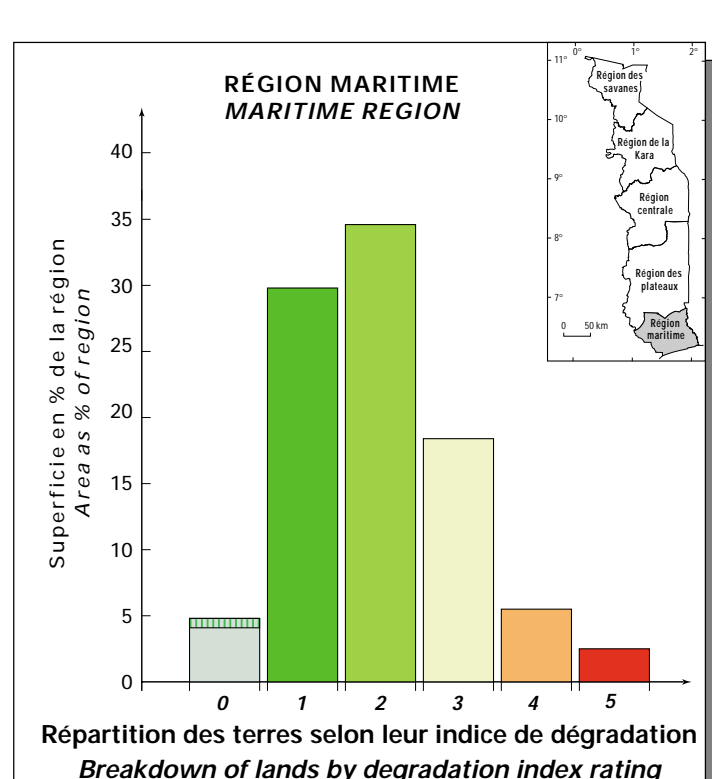 RÉGION MARITIME
MARITIME REGION
0°
1°
2°
11°
10°
9°
8°
7°
Région des
savanes
Région de la
Kara
Région
centrale
Région des
plateaux
Région
maritime
0 50 km
Superficie en % de la région
Area as % of region
40
35
30
25
20
15
10
5
0
0 1 2 3 4 5
Répartition des terres selon leur indice de dégradation
Breakdown of lands by degradation index rating